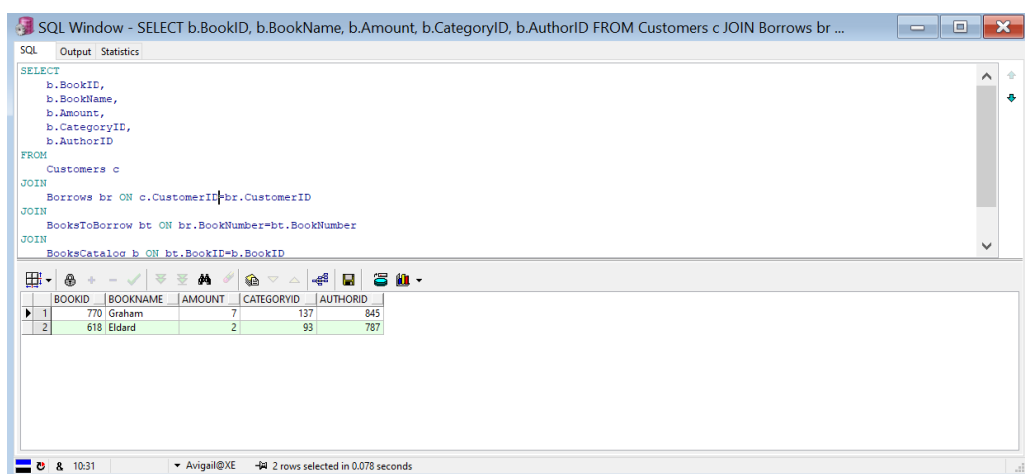 SQL Window - SELECT b.BookID, b.BookName, b.Amount, b.CategoryID, b.AuthorID FROM Customers c JOIN Borrows br ...
SQL Output Statistics
SELECT
b.BookID,
b.BookName,
b.Amount,
b.CategoryID,
b.AuthorID
FROM
Customers c
JOIN
Borrows br ON c.CustomerID=br.CustomerID
JOIN
BooksToBorrow bt ON br.BookNumber=bt.BookNumber
JOIN
BooksCatalog b ON bt.BookID=b.BookID
BOOKID BOOKNAME AMOUNT CATEGORYID AUTHORID
1 770 Graham 7 137 845
2 618 Eldard 2 93 787
& 10:31 Avigail@XE 2 rows selected in 0.078 seconds